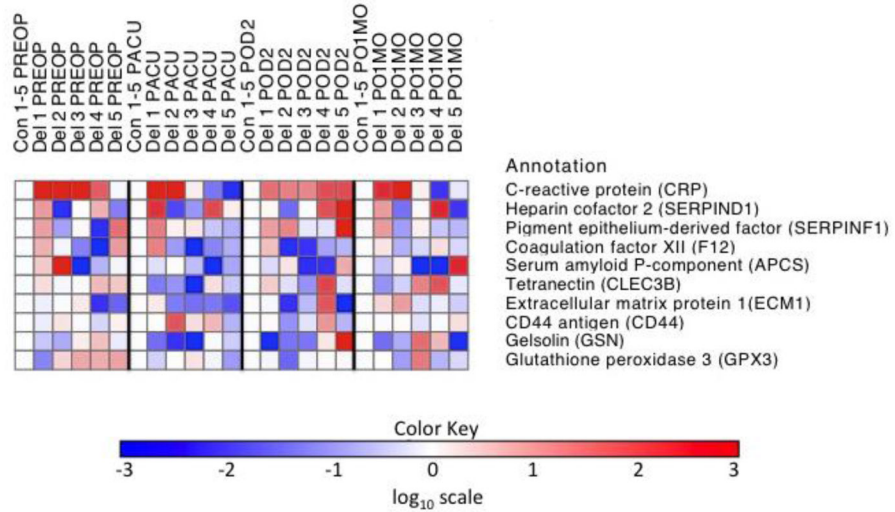 Con 1-5 PREOP
Del 1 PREOP
Del 2 PREOP
Del 3 PREOP
Del 4 PREOP
Del 5 PREOP
Con 1-5 PACU
Del 1 PACU
Del 2 PACU
Del 3 PACU
Del 4 PACU
Del 5 PACU
Con 1-5 POD2
Del 1 POD2
Del 2 POD2
Del 3 POD2
Del 4 POD2
Del 5 POD2
Con 1-5 PO1MO
Del 1 PO1MO
Del 2 PO1MO
Del 3 PO1MO
Del 4 PO1MO
Del 5 PO1MO
Annotation
C-reactive protein (CRP)
Heparin cofactor 2 (SERPIND1)
Pigment epithelium-derived factor (SERPINF1)
Coagulation factor XII (F12)
Serum amyloid P-component (APCS)
Tetranectin (CLEC3B)
Extracellular matrix protein 1(ECM1)
CD44 antigen (CD44)
Gelsolin (GSN)
Glutathione peroxidase 3 (GPX3)
Color Key
-3 -2 -1 0 1 2 3
log10 scale